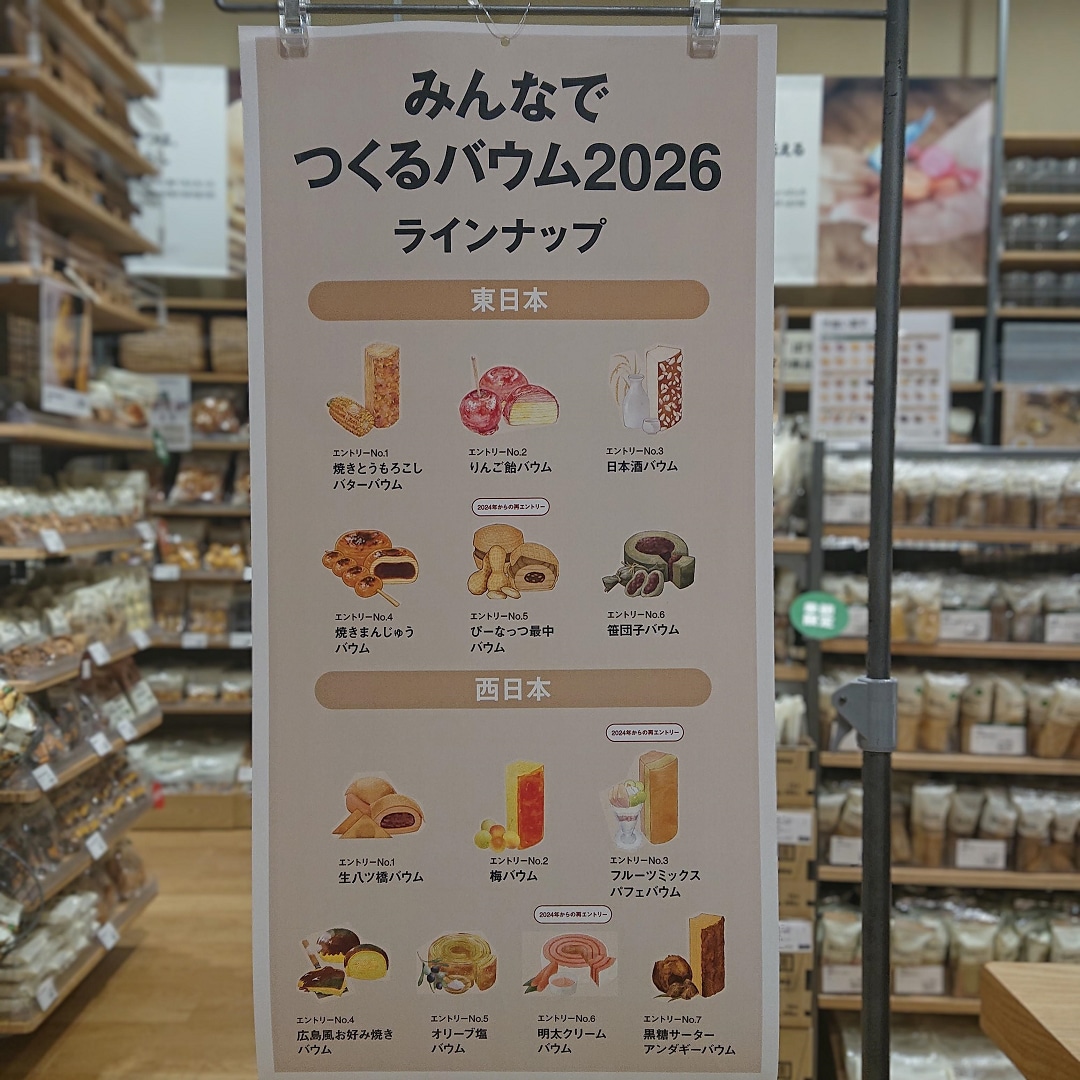 みんなで
つくるバウム2026
ラインナップ
東日本
エントリーNo.1
焼きとうもろこし
バターバウム
エントリーNo.2
りんご飴バウム
エントリーNo.3
日本酒バウム
エントリーNo.4
焼きまんじゅう
バウム
2024年からの再エントリー
エントリーNo.5
ぴーなっつ最中
バウム
エントリーNo.6
笹団子バウム
西日本
エントリーNo.1
生八ツ橋バウム
エントリーNo.2
梅バウム
2024年からの再エントリー
エントリーNo.3
フルーツミックス
パフェバウム
エントリーNo.4
広島風お好み焼き
バウム
エントリーNo.5
オリーブ塩
バウム
2024年からの再エントリー
エントリーNo.6
明太クリーム
バウム
エントリーNo.7
黒糖サーター
アンダギーバウム
季節
限定